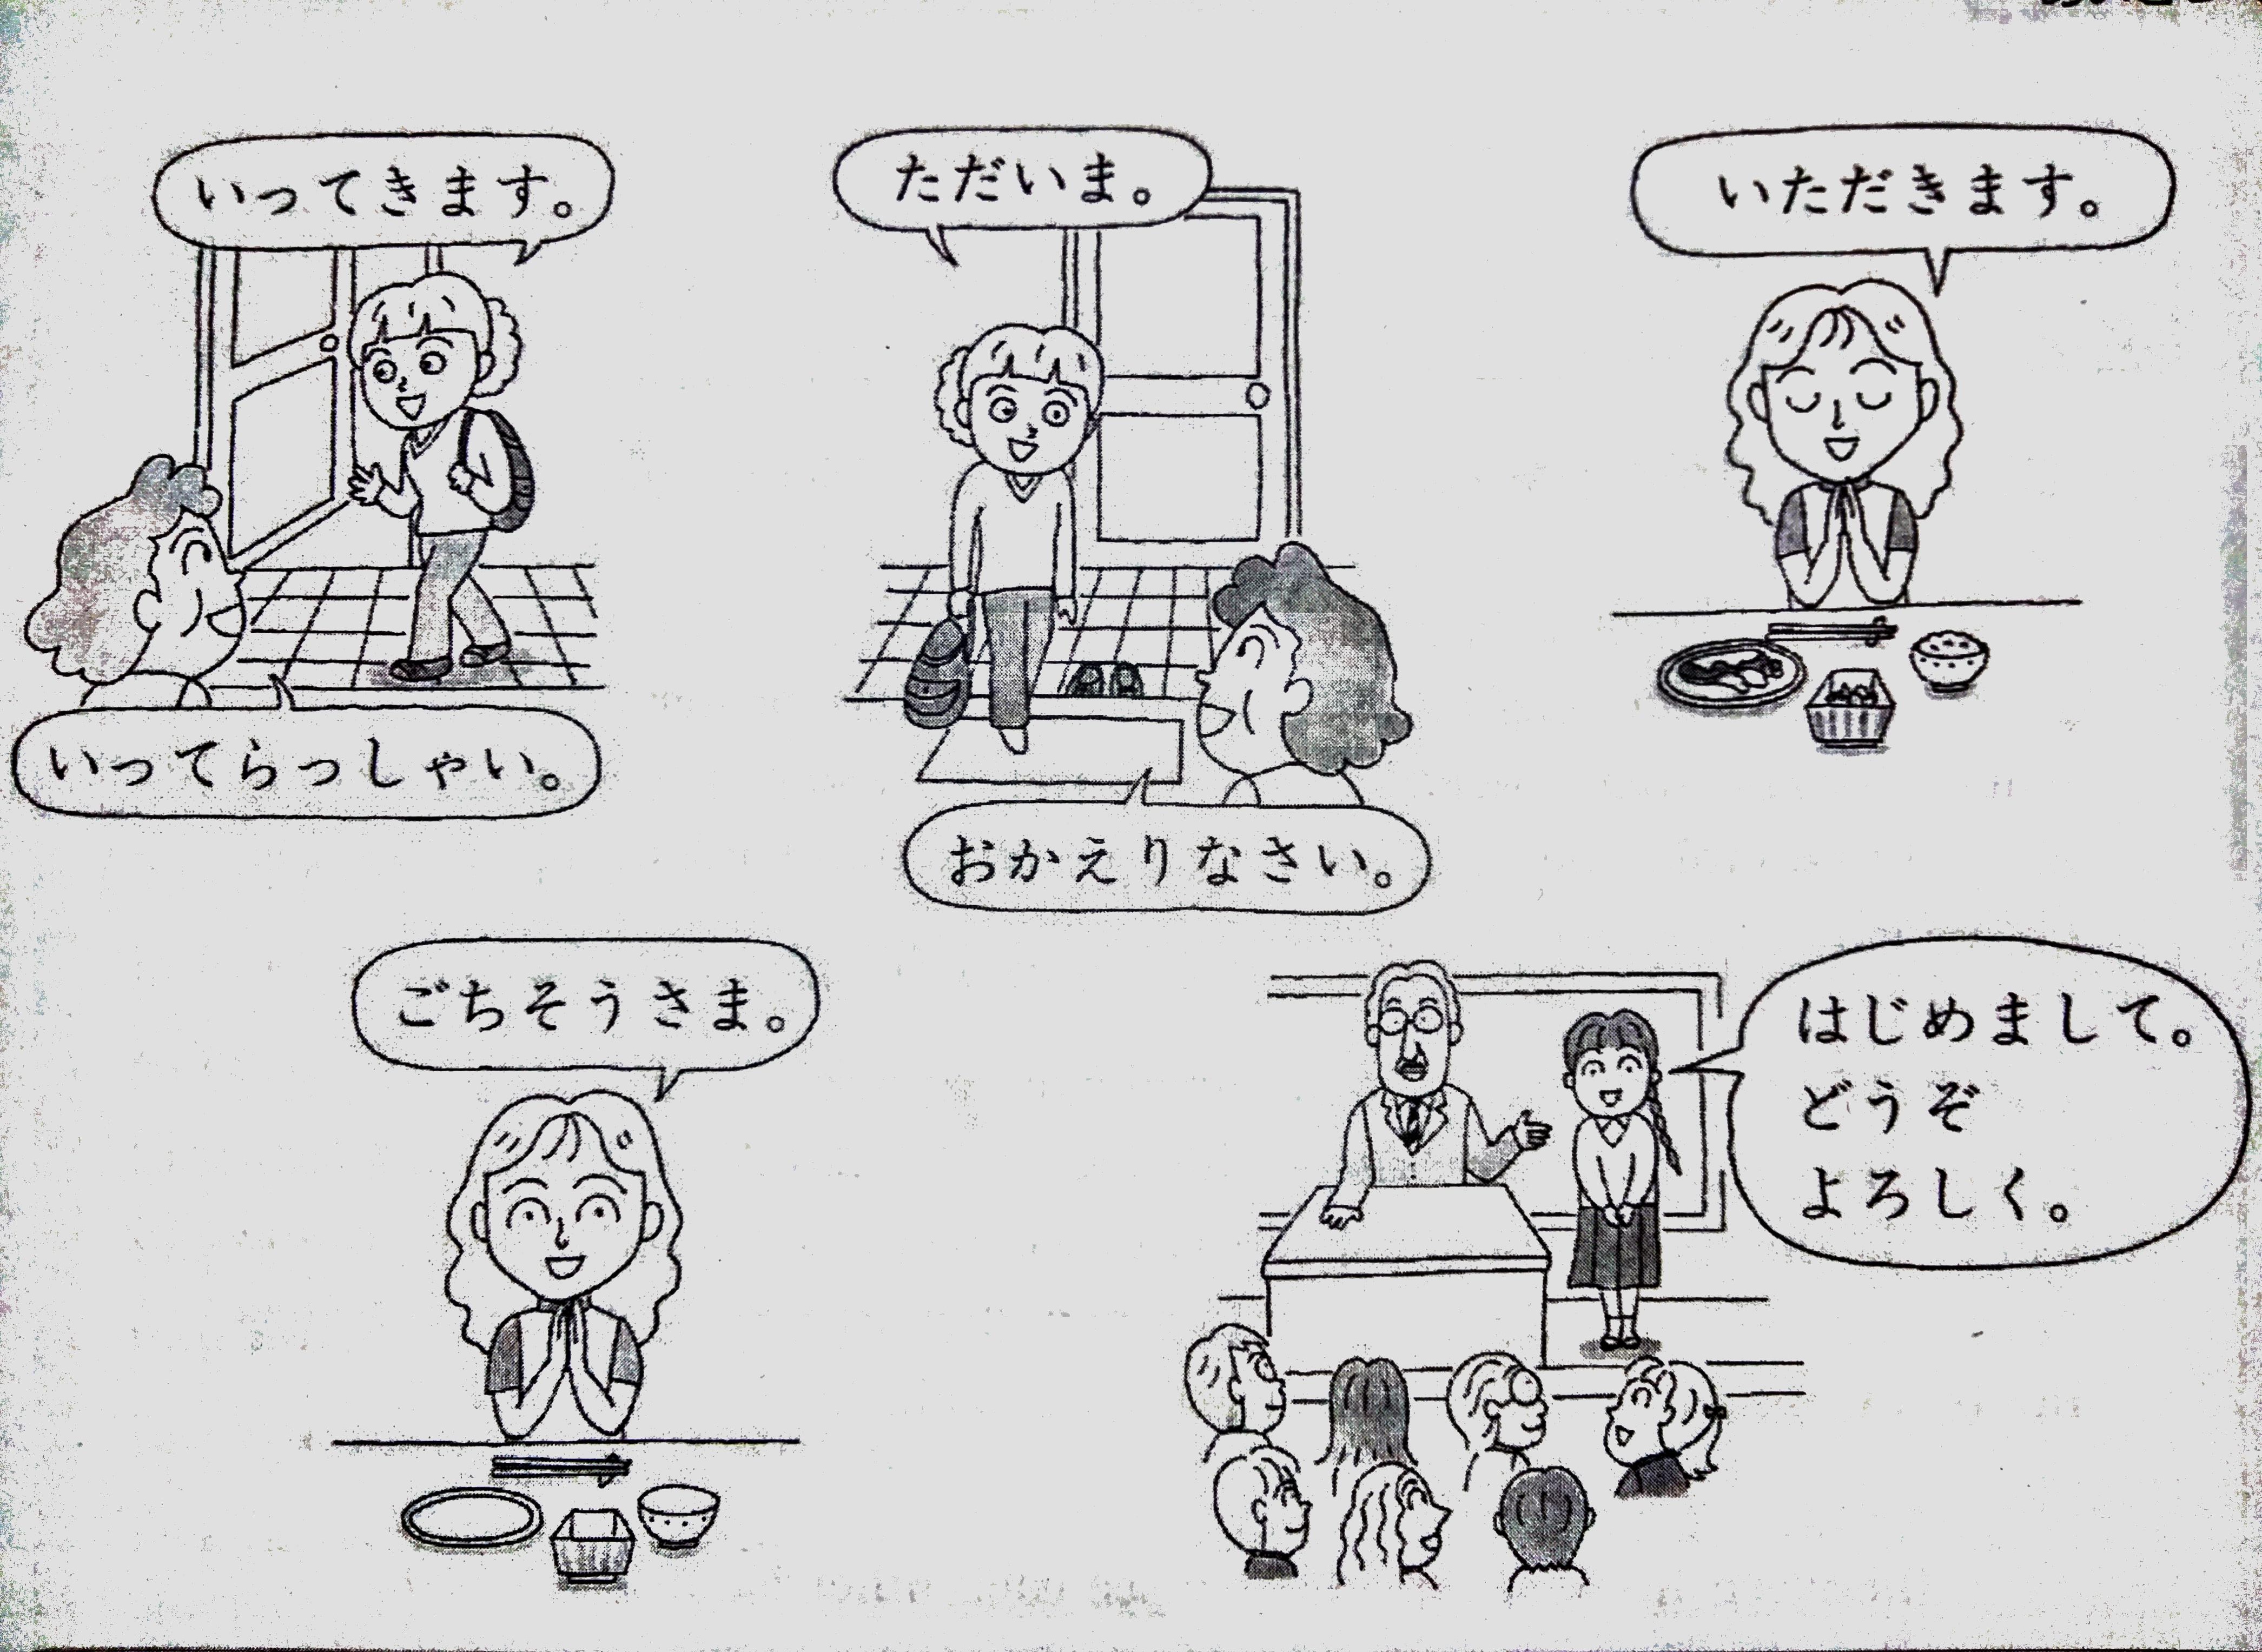 いってきます。
いってらっしゃい。
ただいま。
おかえりなさい。
いただきます。
ごちそうさま。
はじめまして。
どうぞ
よろしく。